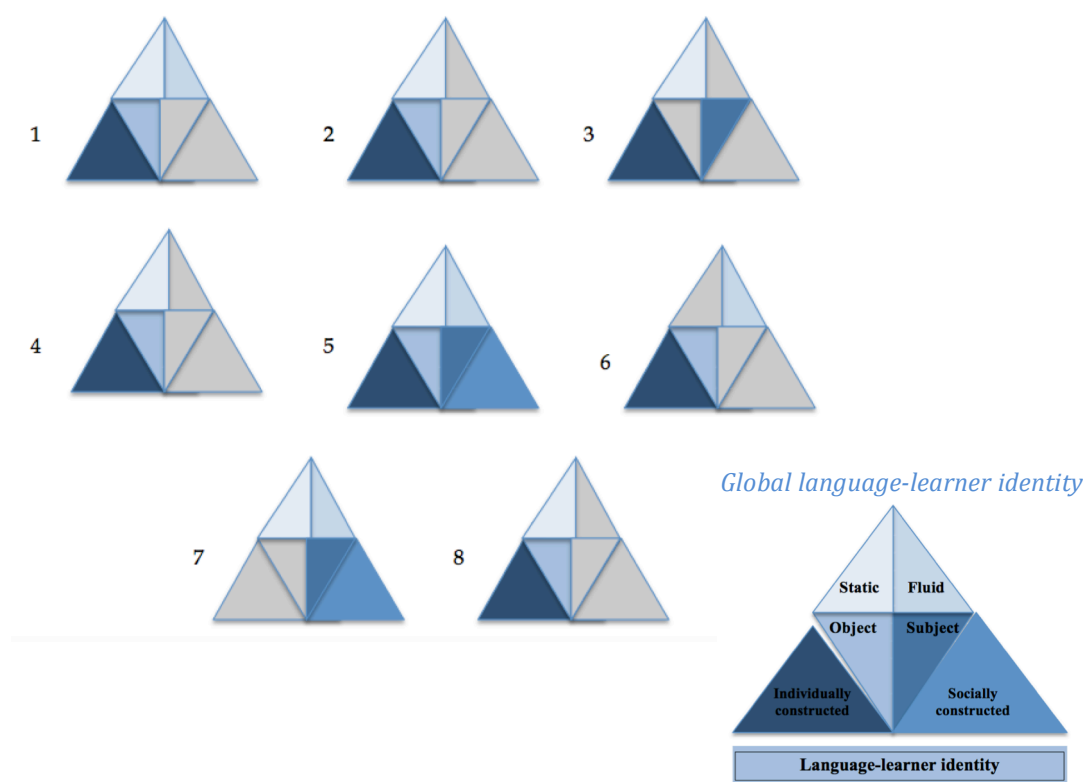 1
2
3
4
5
6
7
8
Global language-learner identity
Static
Fluid
Object
Subject
Individually
constructed
Socially
constructed
Language-learner identity